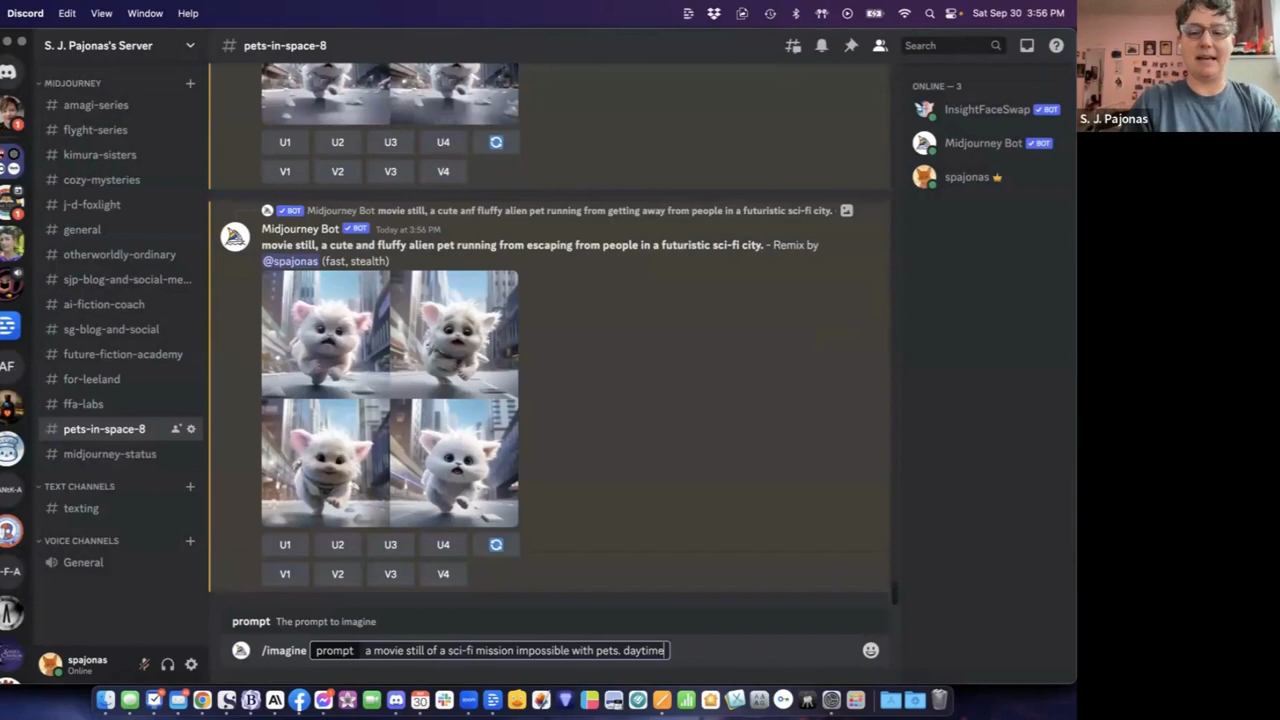 Discord Edit View Window Help
Sat Sep 30 3:56 PM
S. J. Pajonas's Server
# pets-in-space-8
Search
MIDJOURNEY
# amagi-series
# flyght-series
# kimura-sisters
# cozy-mysteries
# j-d-foxlight
# general
# otherworldly-ordinary
# sjp-blog-and-social-me...
# ai-fiction-coach
# sg-blog-and-social
# future-fiction-academy
# for-leeland
# ffa-labs
# pets-in-space-8
# midjourney-status
TEXT CHANNELS
# texting
VOICE CHANNELS
General
spajonas
Online
AF
U1 U2 U3 U4
V1 V2 V3 V4
BOT Midjourney Bot movie still, a cute anf fluffy alien pet running from getting away from people in a futuristic sci-fi city.
Midjourney Bot BOT Today at 3:56 PM
movie still, a cute and fluffy alien pet running from escaping from people in a futuristic sci-fi city. - Remix by
@spajonas (fast, stealth)
U1 U2 U3 U4
V1 V2 V3 V4
prompt The prompt to imagine
/imagine prompt a movie still of a sci-fi mission impossible with pets. daytime
ONLINE — 3
InsightFaceSwap BOT
Midjourney Bot BOT
spajonas
S. J. Pajonas